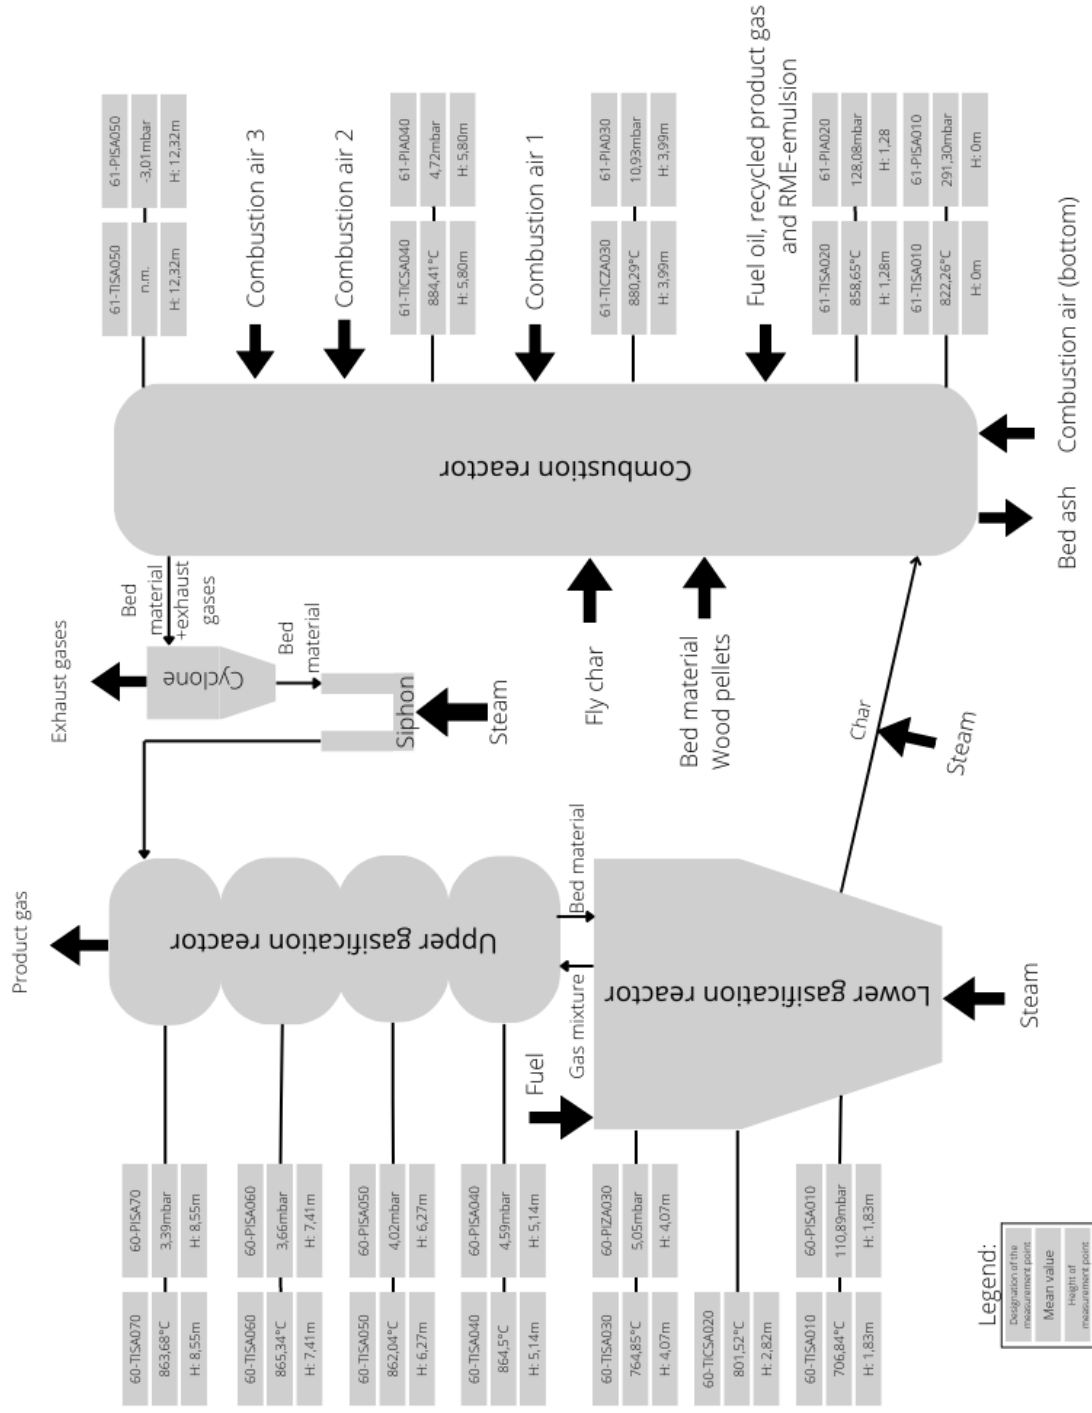 Product gas
Exhaust gases
Bed
material
+exhaust
gases
Cyclone
Bed
material
Siphon
Steam
Upper gasification reactor
Gas mixture
Bed material
Fuel
Lower gasification reactor
Steam
Char
Steam
Fly char
Bed material
Wood pellets
Combustion reactor
Bed ash
Combustion air (bottom)
Combustion air 3
Combustion air 2
Combustion air 1
Fuel oil, recycled product gas
and RME-emulsion
60-TISA070
863,68°C
H: 8,55m
60-PISA70
3,39mbar
H: 8,55m
60-TISA060
865,34°C
H: 7,41m
60-PISA060
3,66mbar
H: 7,41m
60-TISA050
862,04°C
H: 6,27m
60-PISA050
4,02mbar
H: 6,27m
60-TISA040
864,5°C
H: 5,14m
60-PISA040
4,59mbar
H: 5,14m
60-TISA030
764,85°C
H: 4,07m
60-PIZA030
5,05mbar
H: 4,07m
60-TICSA020
801,52°C
H: 2,82m
60-TISA010
706,84°C
H: 1,83m
60-PISA010
110,89mbar
H: 1,83m
61-TISA050
n.m.
H: 12,32m
61-PISA050
-3,01mbar
H: 12,32m
61-TICSA040
884,41°C
H: 5,80m
61-PIA040
4,72mbar
H: 5,80m
61-TICZA030
880,29°C
H: 3,99m
61-PIA030
10,93mbar
H: 3,99m
61-TISA020
858,65°C
H: 1,28m
61-PIA020
128,08mbar
H: 1,28
61-TISA010
822,26°C
H: 0m
61-PISA010
291,30mbar
H: 0m
Legend:
Designation of the
measurement point
Mean value
Height of
measurement point